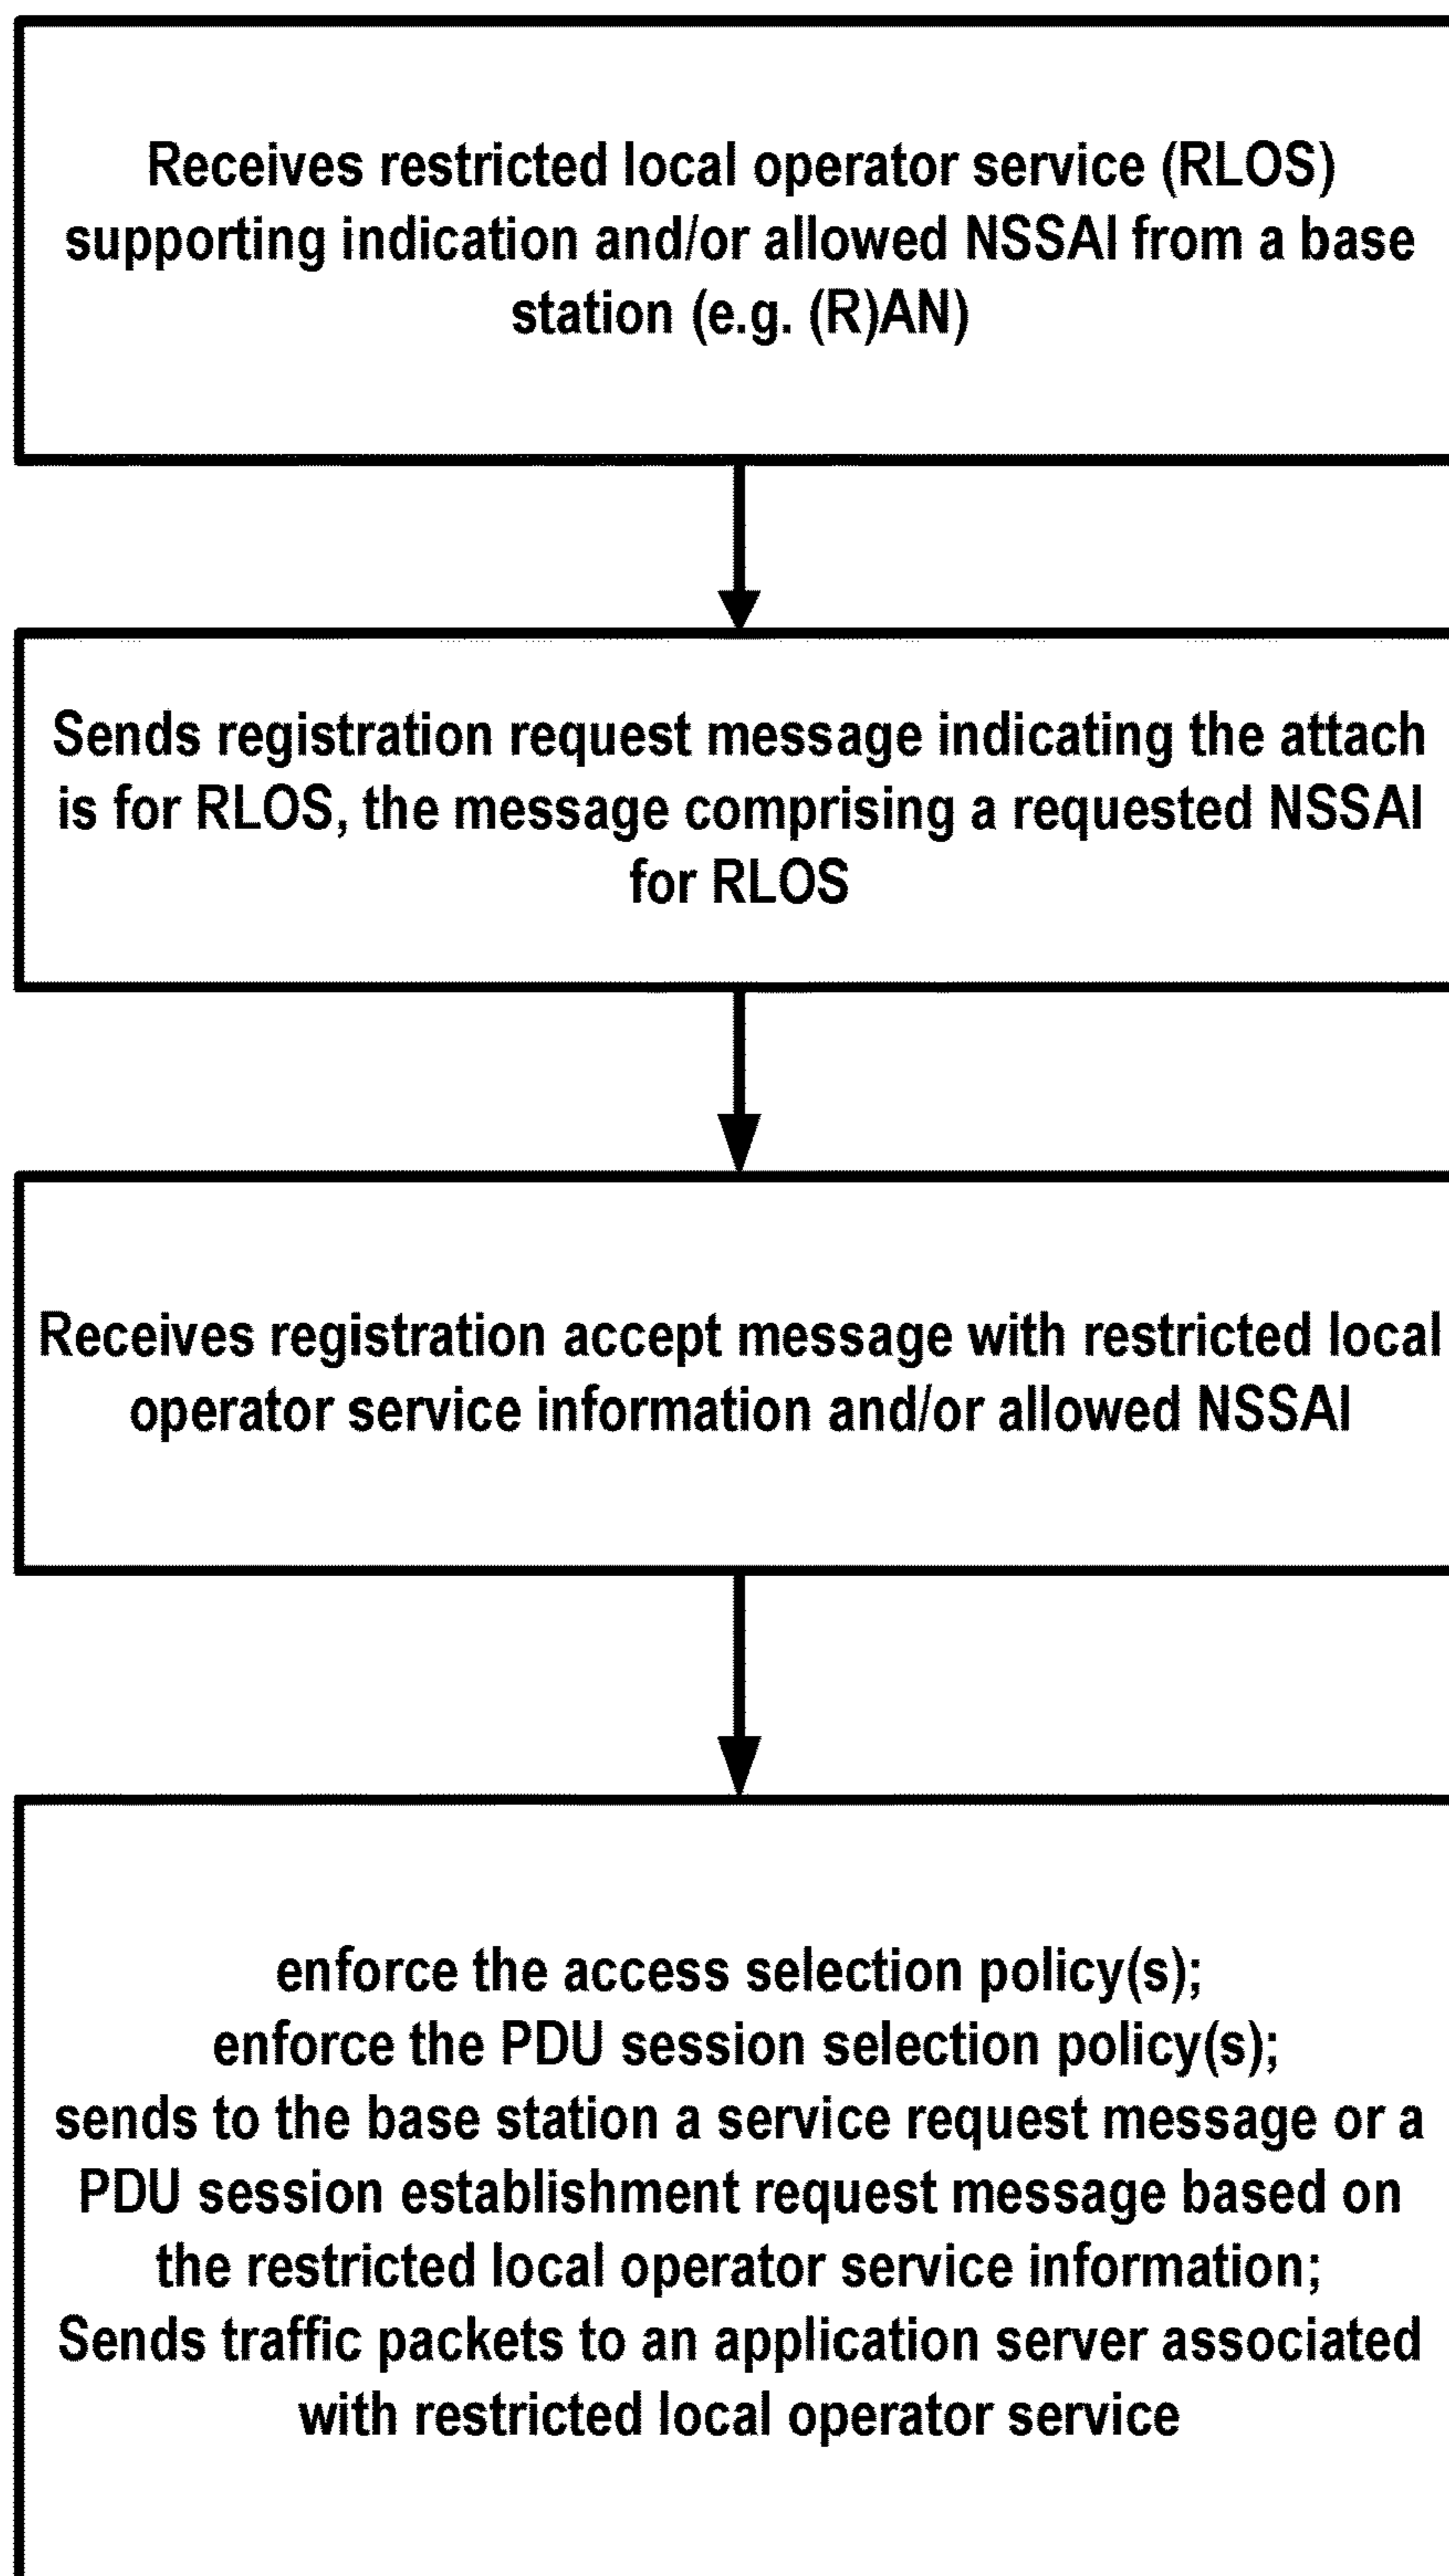 Receives restricted local operator service (RLOS)
supporting indication and/or allowed NSSAI from a base
station (e.g. (R)AN)
Sends registration request message indicating the attach
is for RLOS, the message comprising a requested NSSAI
for RLOS
Receives registration accept message with restricted local
operator service information and/or allowed NSSAI
enforce the access selection policy(s);
enforce the PDU session selection policy(s);
sends to the base station a service request message or a
PDU session establishment request message based on
the restricted local operator service information;
Sends traffic packets to an application server associated
with restricted local operator service